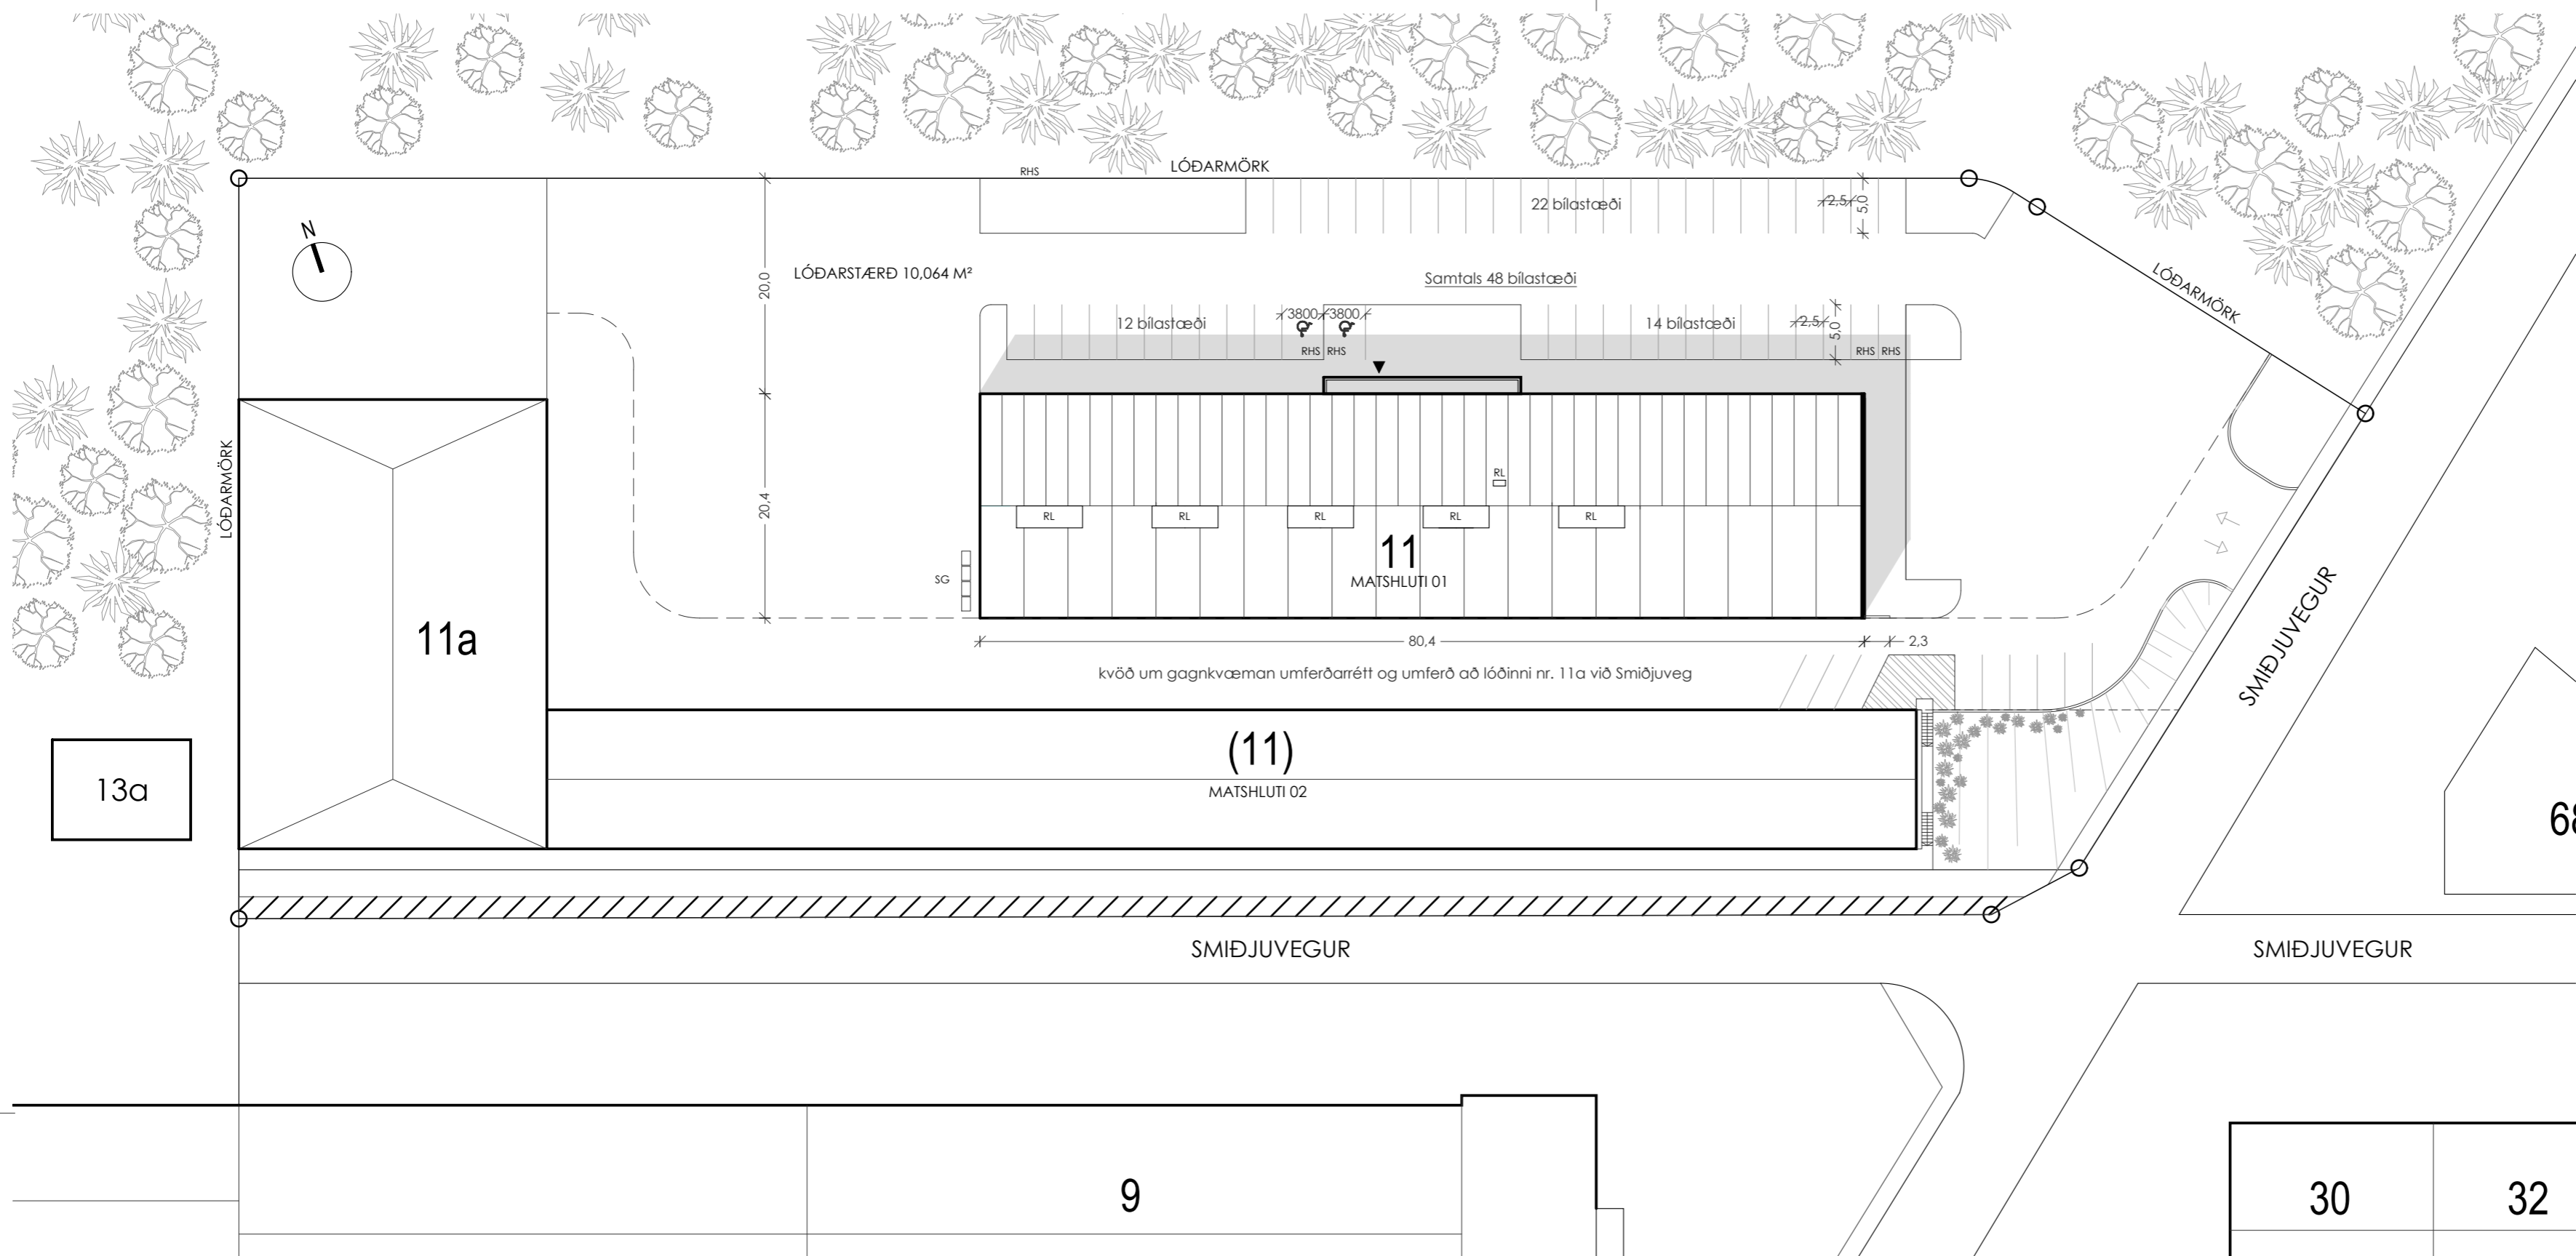 LÓÐARMÖRK
RHS
22 bílastæði
2,5
5,0
N
LÓÐARSTÆRÐ 10,064 M²
20,0
Samtals 48 bílastæði
LÓÐARMÖRK
12 bílastæði
3800
3800
14 bílastæði
2,5
5,0
RHS
RHS
RHS
RHS
LÓÐARMÖRK
20,4
RL
RL
RL
RL
RL
RL
11
MATSHLUTI 01
SG
11a
80,4
2,3
kvöð um gagnkvæman umferðarrétt og umferð að lóðinni nr. 11a við Smiðjuveg
SMIÐJUVEGUR
13a
(11)
MATSHLUTI 02
68
SMIÐJUVEGUR
SMIÐJUVEGUR
9
30
32